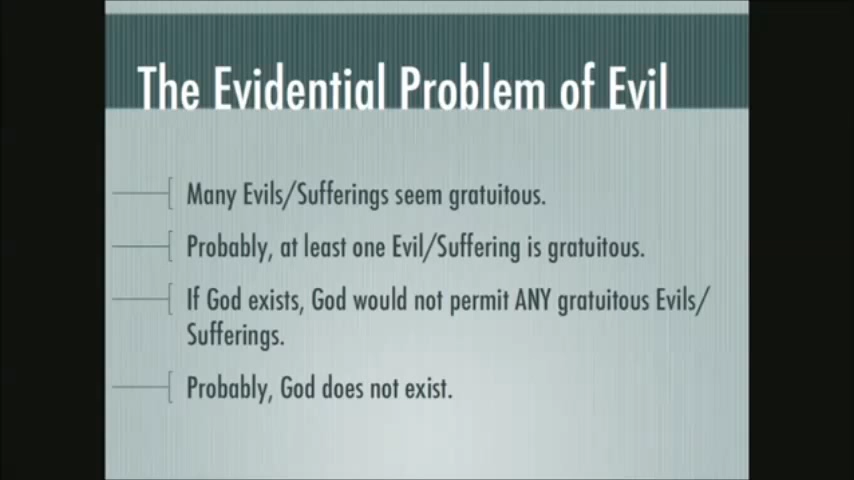 The Evidential Problem of Evil
Many Evils/Sufferings seem gratuitous.
Probably, at least one Evil/Suffering is gratuitous.
If God exists, God would not permit ANY gratuitous Evils/
Sufferings.
Probably, God does not exist.